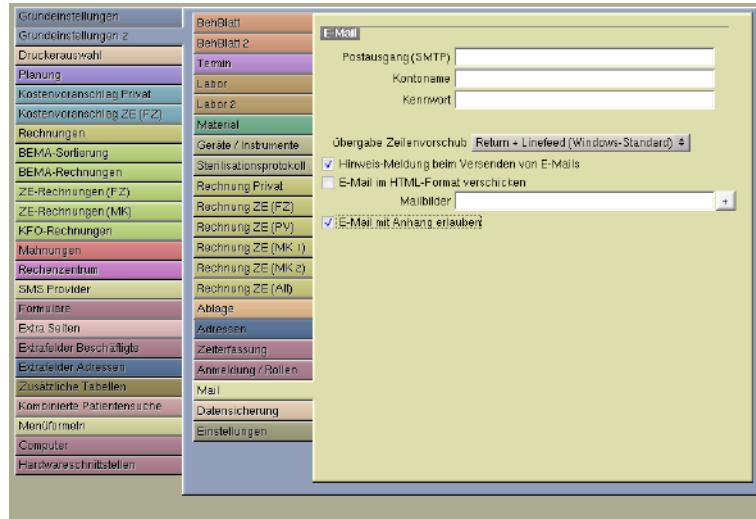 Grundeinstellungen
Grundeinstellungen 2
Druckerauswahl
Planung
Kostenvoranschlag Privat
Kostenvoranschlag ZE (FZ)
Rechnungen
BEMA-Sortierung
BEMA-Rechnungen
ZE-Rechnungen (FZ)
ZE-Rechnungen (MK)
KFO-Rechnungen
Mahnungen
Rechenzentrum
SMS Provider
Formulare
Extra Seiten
Extrafelder Beschäftigte
Extrafelder Adressen
Zusätzliche Tabellen
Kombinierte Patientensuche
Menüformeln
Computer
Hardwareschnittstellen
BehBlatt
BehBlatt 2
Termin
Labor
Labor 2
Material
Geräte / Instrumente
Sterilisationsprotokoll
Rechnung Privat
Rechnung ZE (FZ)
Rechnung ZE (PV)
Rechnung ZE (MK 1)
Rechnung ZE (MK 2)
Rechnung ZE (Alt)
Ablage
Adressen
Zeiterfassung
Anmeldung / Rollen
Mail
Datensicherung
Einstellungen
E-Mail
Postausgang (SMTP)
Kontoname
Kennwort
Übergabe Zeilenvorschub Return + Linefeed (Windows-Standard)
Hinweis-Meldung beim Versenden von E-Mails
E-Mail im HTML-Format verschicken
Mailbilder +
E-Mail mit Anhang erlauben